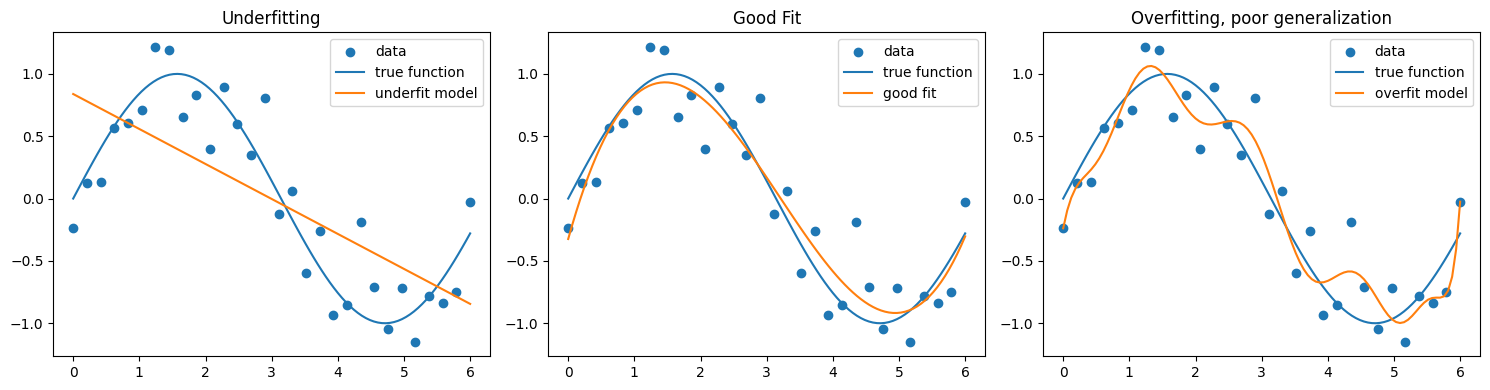 Underfitting
data
true function
underfit model
1.0
0.5
0.0
−0.5
−1.0
0 1 2 3 4 5 6
Good Fit
data
true function
good fit
1.0
0.5
0.0
−0.5
−1.0
0 1 2 3 4 5 6
Overfitting, poor generalization
data
true function
overfit model
1.0
0.5
0.0
−0.5
−1.0
0 1 2 3 4 5 6